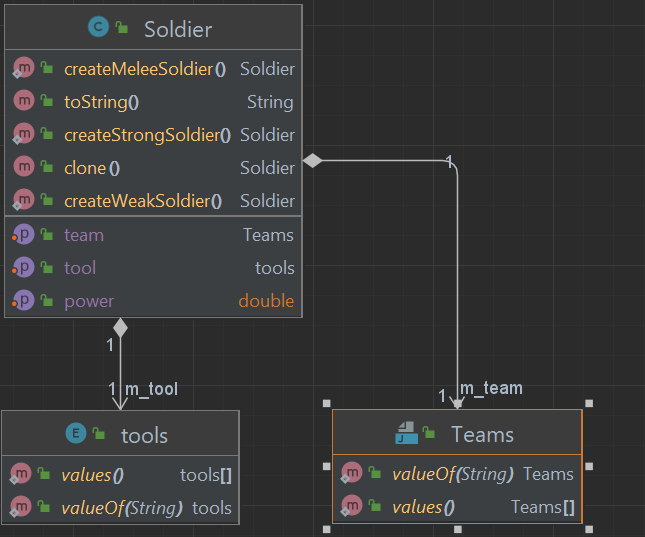 C Soldier
m createMeleeSoldier() Soldier
m toString() String
m createStrongSoldier() Soldier
m clone() Soldier
m createWeakSoldier() Soldier
p team Teams
p tool tools
p power double
1
1
1 m_tool
1 m_team
E tools
m values() tools[]
m valueOf(String) tools
J Teams
m valueOf(String) Teams
m values() Teams[]